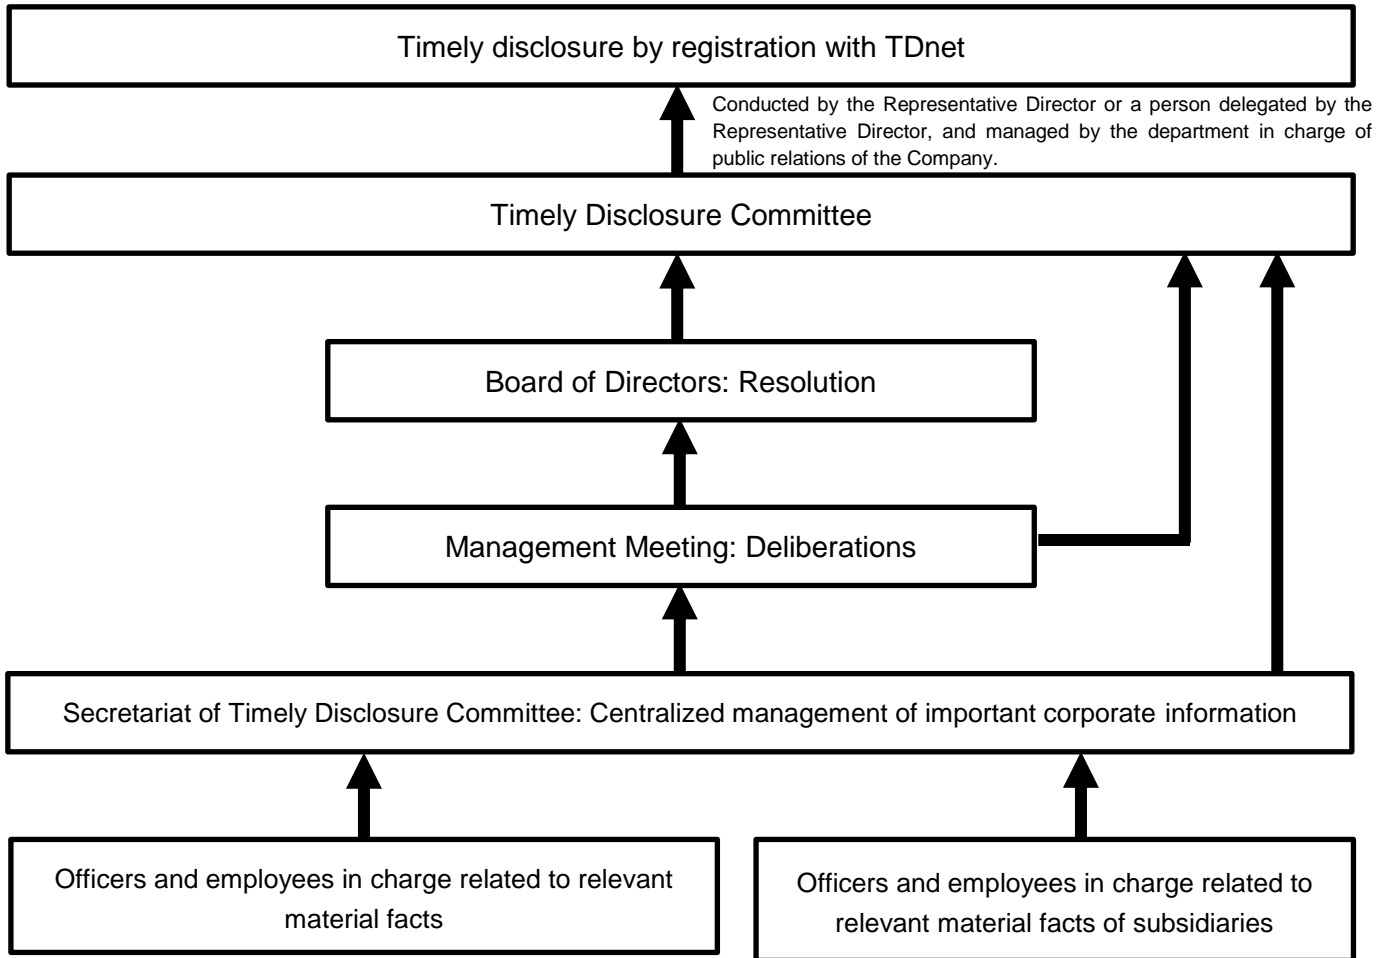 Timely disclosure by registration with TDnet
Conducted by the Representative Director or a person delegated by the
Representative Director, and managed by the department in charge of
public relations of the Company.
Timely Disclosure Committee
Board of Directors: Resolution
Management Meeting: Deliberations
Secretariat of Timely Disclosure Committee: Centralized management of important corporate information
Officers and employees in charge related to relevant
material facts
Officers and employees in charge related to
relevant material facts of subsidiaries